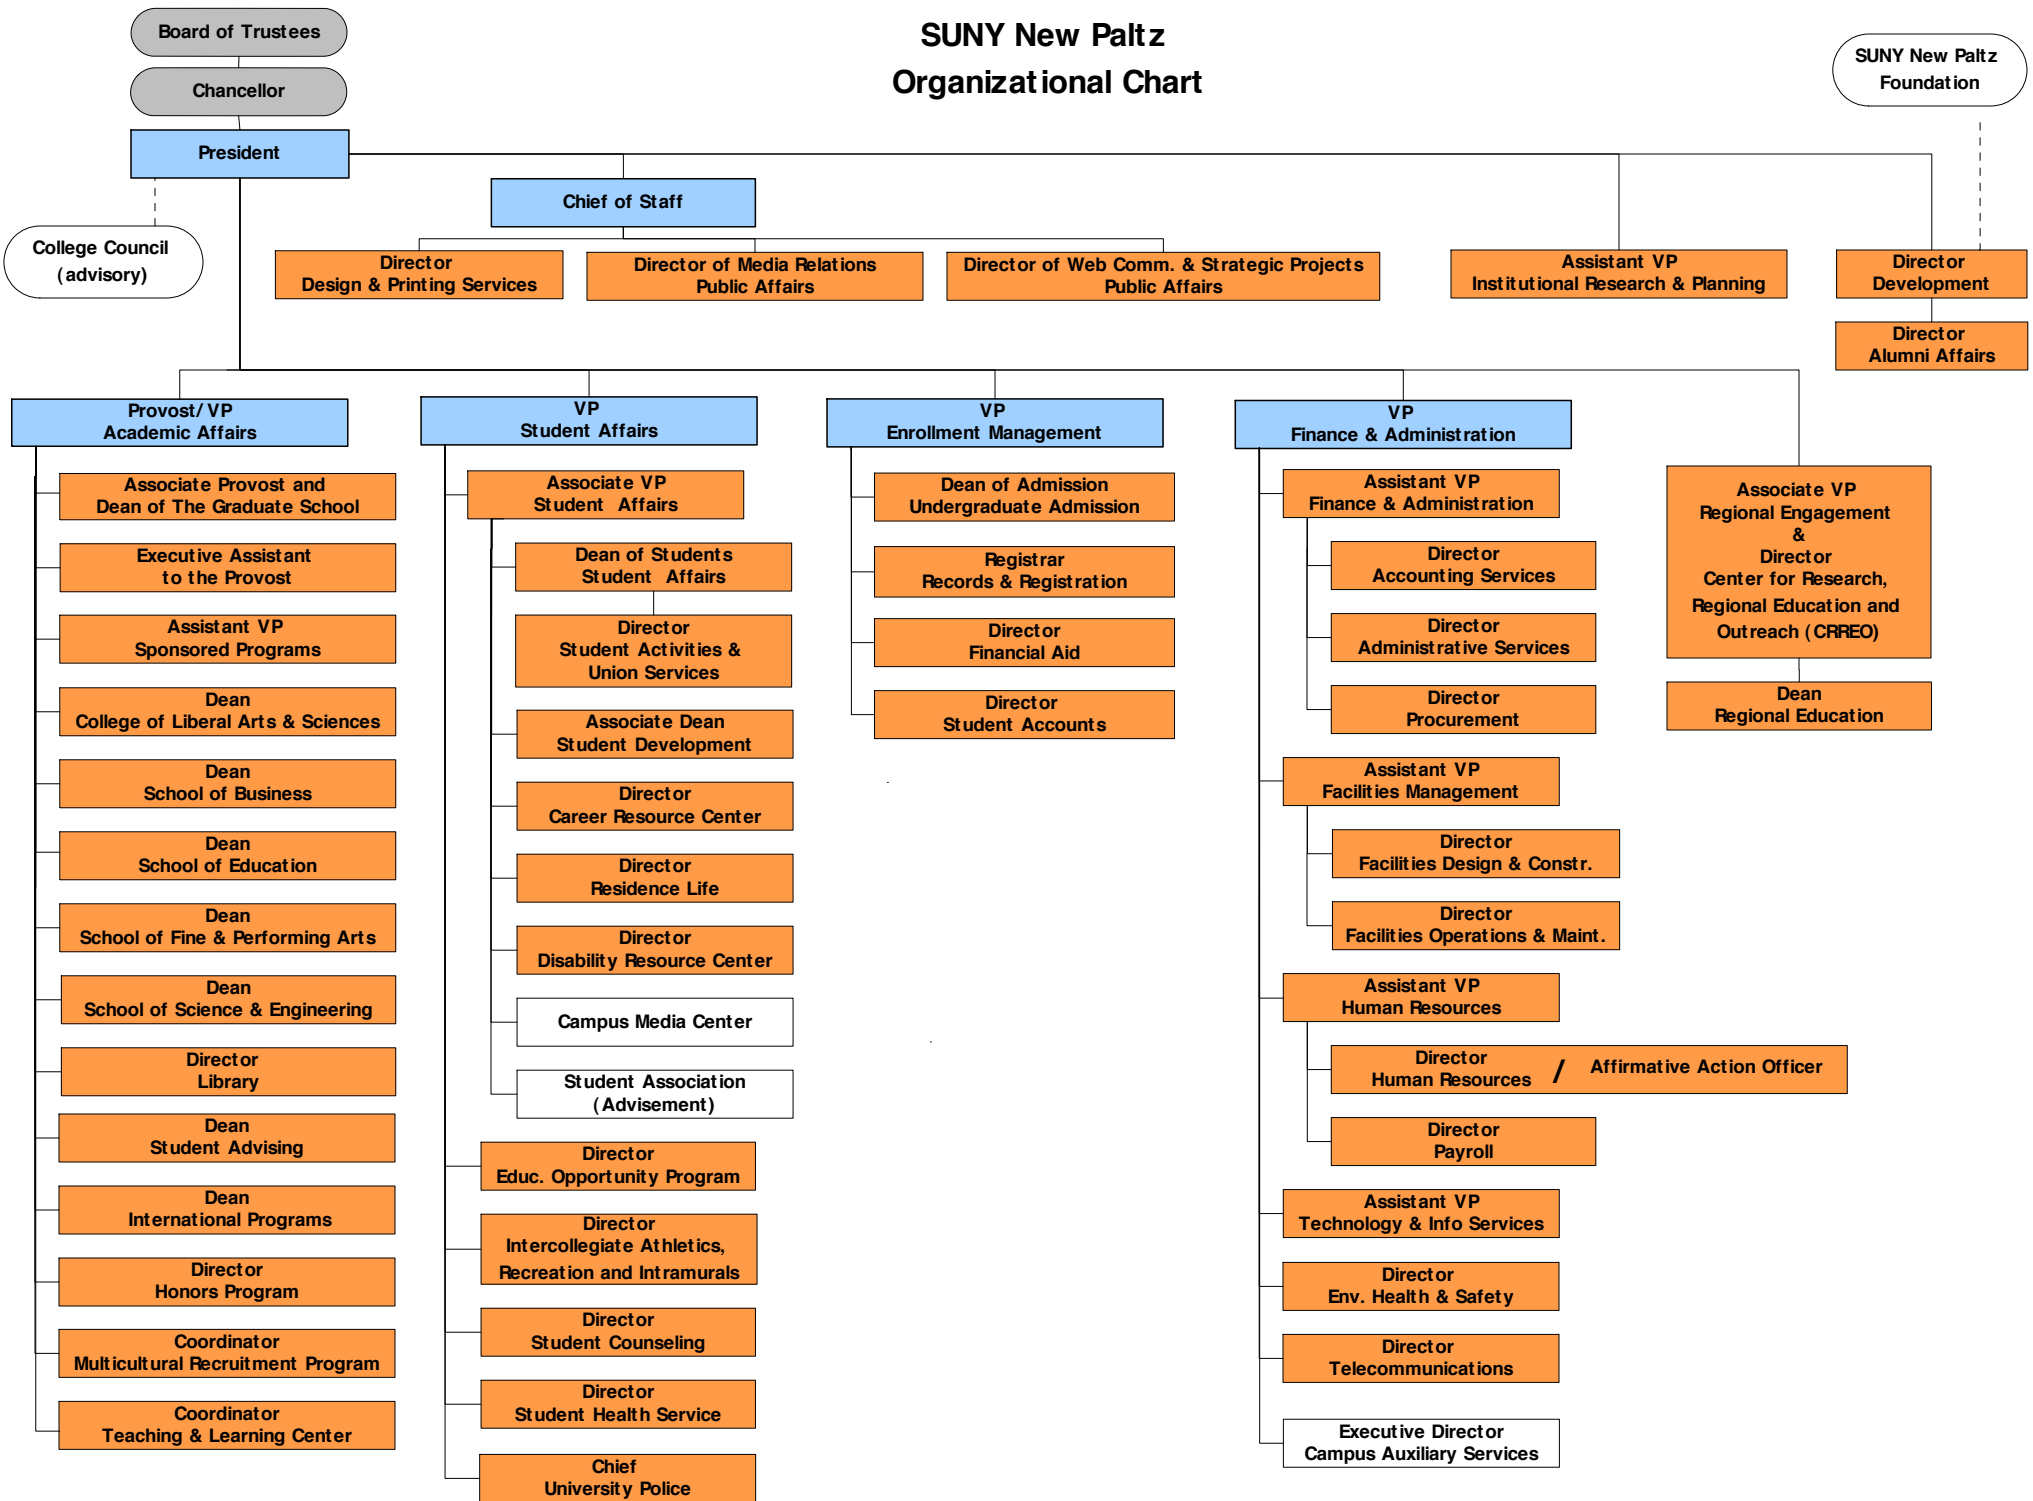 SUNY New Paltz
Organizational Chart
Board of Trustees
Chancellor
President
SUNY New Paltz
Foundation
College Council
(advisory)
Chief of Staff
Director
Design & Printing Services
Director of Media Relations
Public Affairs
Director of Web Comm. & Strategic Projects
Public Affairs
Assistant VP
Institutional Research & Planning
Director
Development
Director
Alumni Affairs
Provost/VP
Academic Affairs
Associate Provost and
Dean of The Graduate School
Executive Assistant
to the Provost
Assistant VP
Sponsored Programs
Dean
College of Liberal Arts & Sciences
Dean
School of Business
Dean
School of Education
Dean
School of Fine & Performing Arts
Dean
School of Science & Engineering
Director
Library
Dean
Student Advising
Dean
International Programs
Director
Honors Program
Coordinator
Multicultural Recruitment Program
Coordinator
Teaching & Learning Center
VP
Student Affairs
Associate VP
Student Affairs
Dean of Students
Student Affairs
Director
Student Activities &
Union Services
Associate Dean
Student Development
Director
Career Resource Center
Director
Residence Life
Director
Disability Resource Center
Campus Media Center
Student Association
(Advisement)
Director
Educ. Opportunity Program
Director
Intercollegiate Athletics,
Recreation and Intramurals
Director
Student Counseling
Director
Student Health Service
Chief
University Police
VP
Enrollment Management
Dean of Admission
Undergraduate Admission
Registrar
Records & Registration
Director
Financial Aid
Director
Student Accounts
VP
Finance & Administration
Assistant VP
Finance & Administration
Director
Accounting Services
Director
Administrative Services
Director
Procurement
Assistant VP
Facilities Management
Director
Facilities Design & Constr.
Director
Facilities Operations & Maint.
Assistant VP
Human Resources
Director
Human Resources / Affirmative Action Officer
Director
Payroll
Assistant VP
Technology & Info Services
Director
Env. Health & Safety
Director
Telecommunications
Executive Director
Campus Auxiliary Services
Associate VP
Regional Engagement
&
Director
Center for Research,
Regional Education and
Outreach (CRREO)
Dean
Regional Education